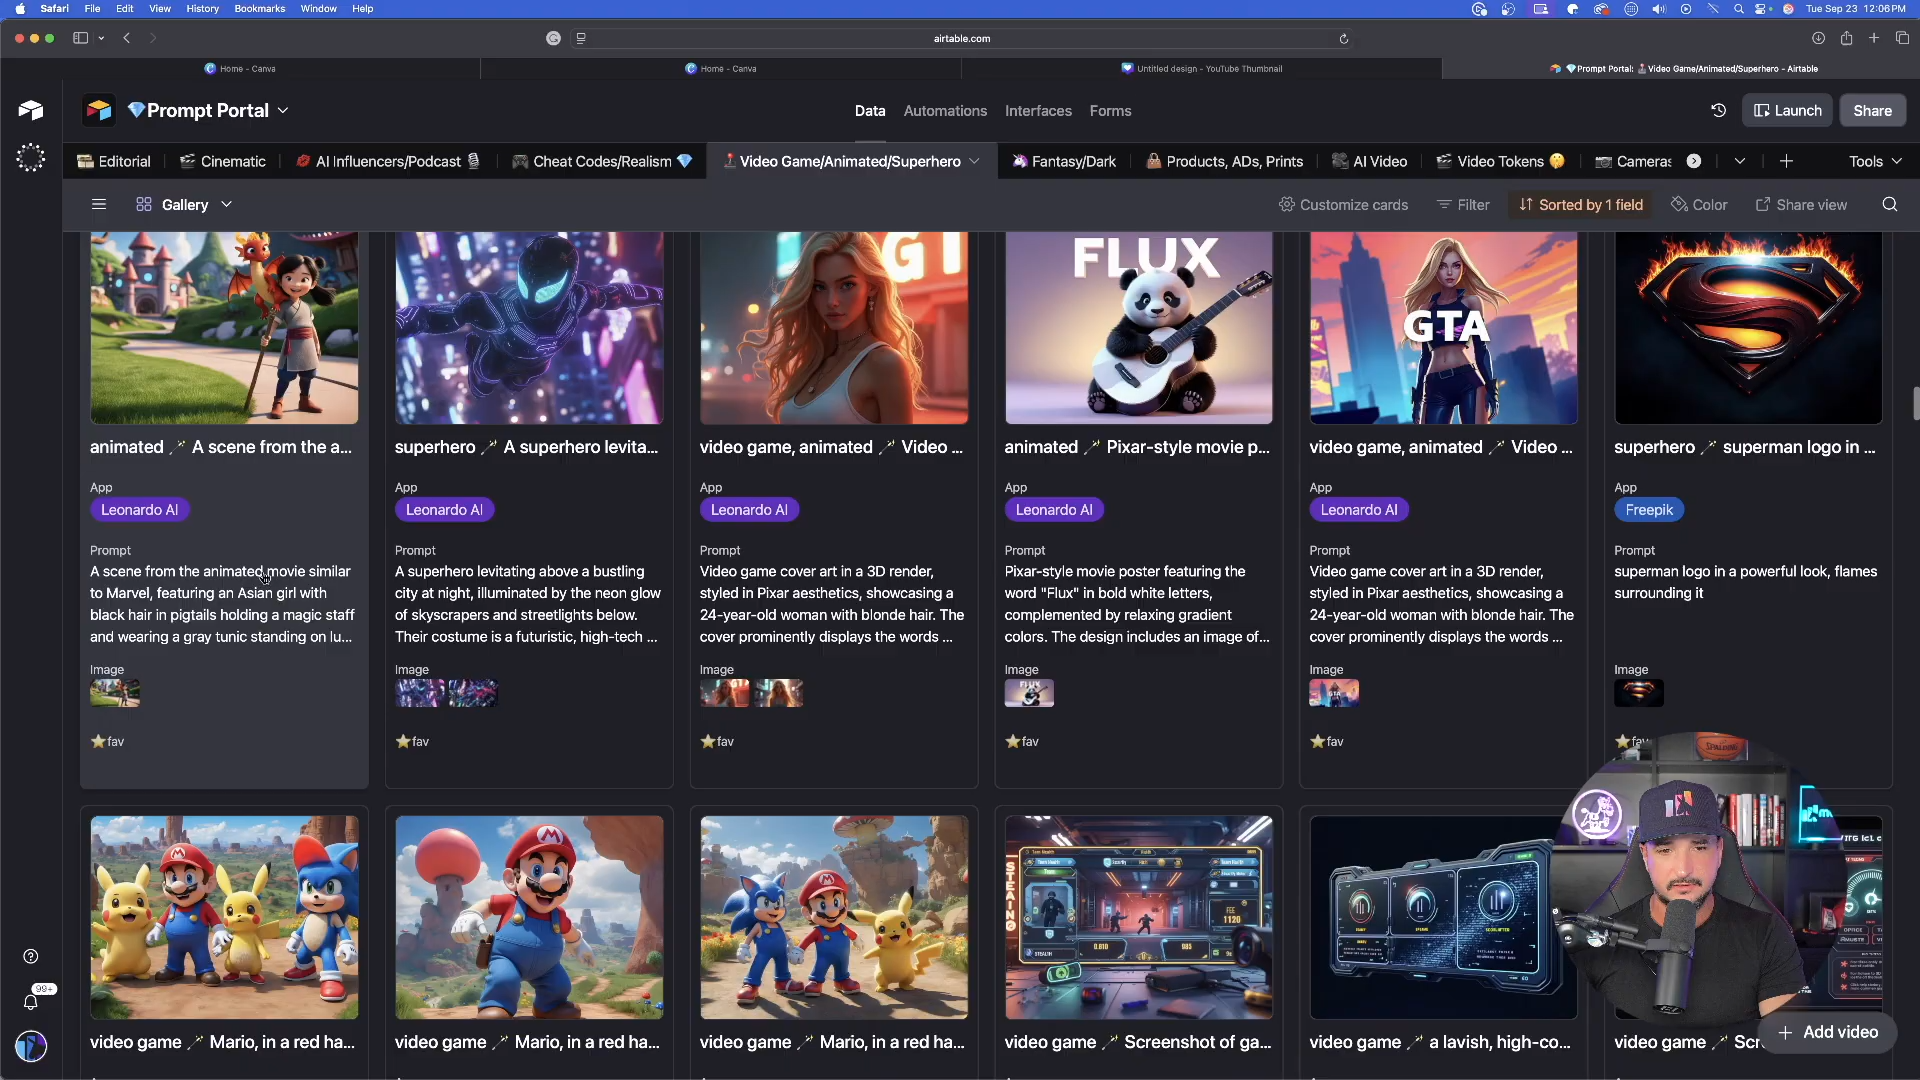 Safari File Edit View History Bookmarks Window Help
Tue Sep 23 12:06 PM
airtable.com
Home - Canva
Home - Canva
Untitled design - YouTube Thumbnail
💎Prompt Portal: 🕹️Video Game/Animated/Superhero - Airtable
💎Prompt Portal
Data Automations Interfaces Forms
Launch Share
Editorial Cinematic AI Influencers/Podcast Cheat Codes/Realism Video Game/Animated/Superhero Fantasy/Dark Products, ADs, Prints AI Video Video Tokens Cameras Tools
Gallery
Customize cards Filter Sorted by 1 field Color Share view
GT
FLUX
GTA
animated 🪄 A scene from the a...
superhero 🪄 A superhero levita...
video game, animated 🪄 Video ...
animated 🪄 Pixar-style movie p...
video game, animated 🪄 Video ...
superhero 🪄 superman logo in ...
App App App App App App
Leonardo AI Leonardo AI Leonardo AI Leonardo AI Leonardo AI Freepik
Prompt
A scene from the animated movie similar
to Marvel, featuring an Asian girl with
black hair in pigtails holding a magic staff
and wearing a gray tunic standing on lu...
Prompt
A superhero levitating above a bustling
city at night, illuminated by the neon glow
of skyscrapers and streetlights below.
Their costume is a futuristic, high-tech ...
Prompt
Video game cover art in a 3D render,
styled in Pixar aesthetics, showcasing a
24-year-old woman with blonde hair. The
cover prominently displays the words ...
Prompt
Pixar-style movie poster featuring the
word "Flux" in bold white letters,
complemented by relaxing gradient
colors. The design includes an image of...
Prompt
Video game cover art in a 3D render,
styled in Pixar aesthetics, showcasing a
24-year-old woman with blonde hair. The
cover prominently displays the words ...
Prompt
superman logo in a powerful look, flames
surrounding it
Image Image Image Image Image Image
FLUX
GTA
⭐fav ⭐fav ⭐fav ⭐fav ⭐fav ⭐fav
SPALDING
99+
video game 🪄 Mario, in a red ha...
video game 🪄 Mario, in a red ha...
video game 🪄 Mario, in a red ha...
video game 🪄 Screenshot of ga...
video game 🪄 a lavish, high-co...
video game 🪄 Scr
+ Add video